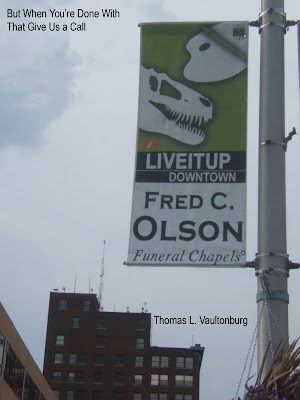 But When You're Done With
That Give Us a Call
LIVEITUP
DOWNTOWN
FRED C.
OLSON
Funeral Chapels
Thomas L. Vaultonburg